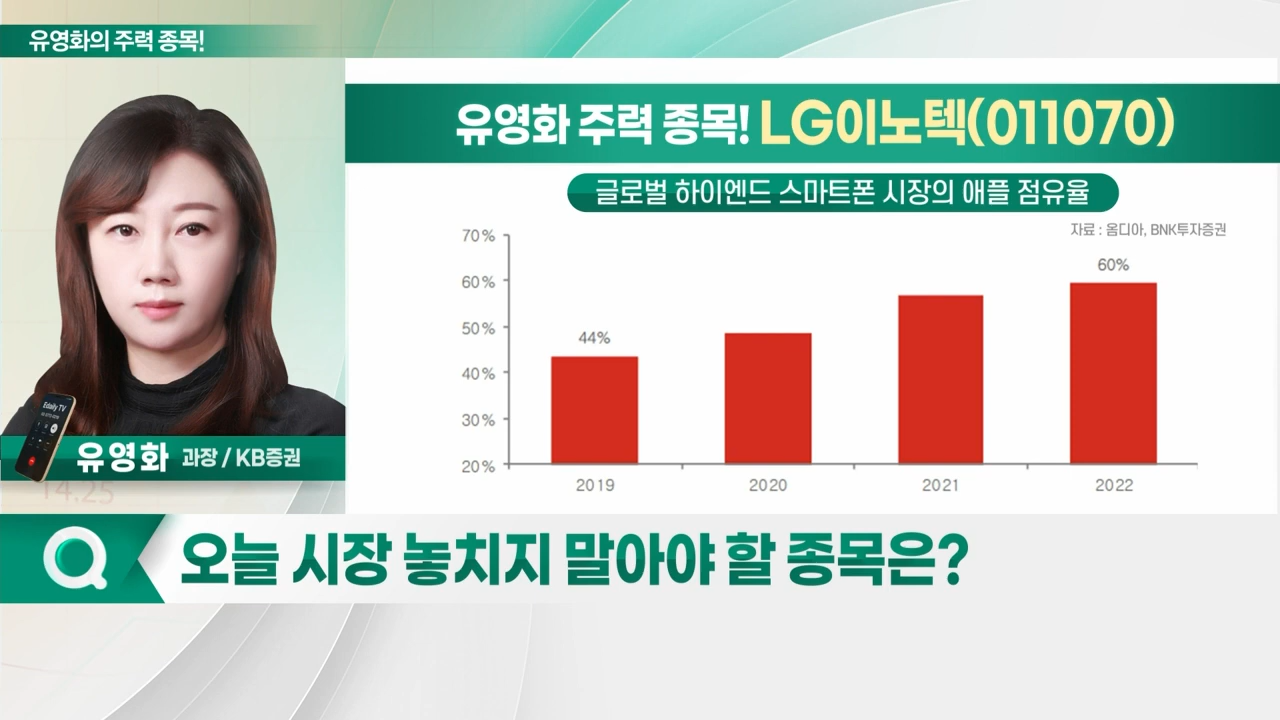 유영화의 주력 종목!
유영화 주력 종목! LG이노텍(011070)
글로벌 하이엔드 스마트폰 시장의 애플 점유율
자료 : 옴디아, BNK투자증권
70%
60%
50%
40%
30%
20%
44%
60%
2019
2020
2021
2022
Edaily TV
유영화 과장 / KB증권
14.25
Q 오늘 시장 놓치지 말아야 할 종목은?